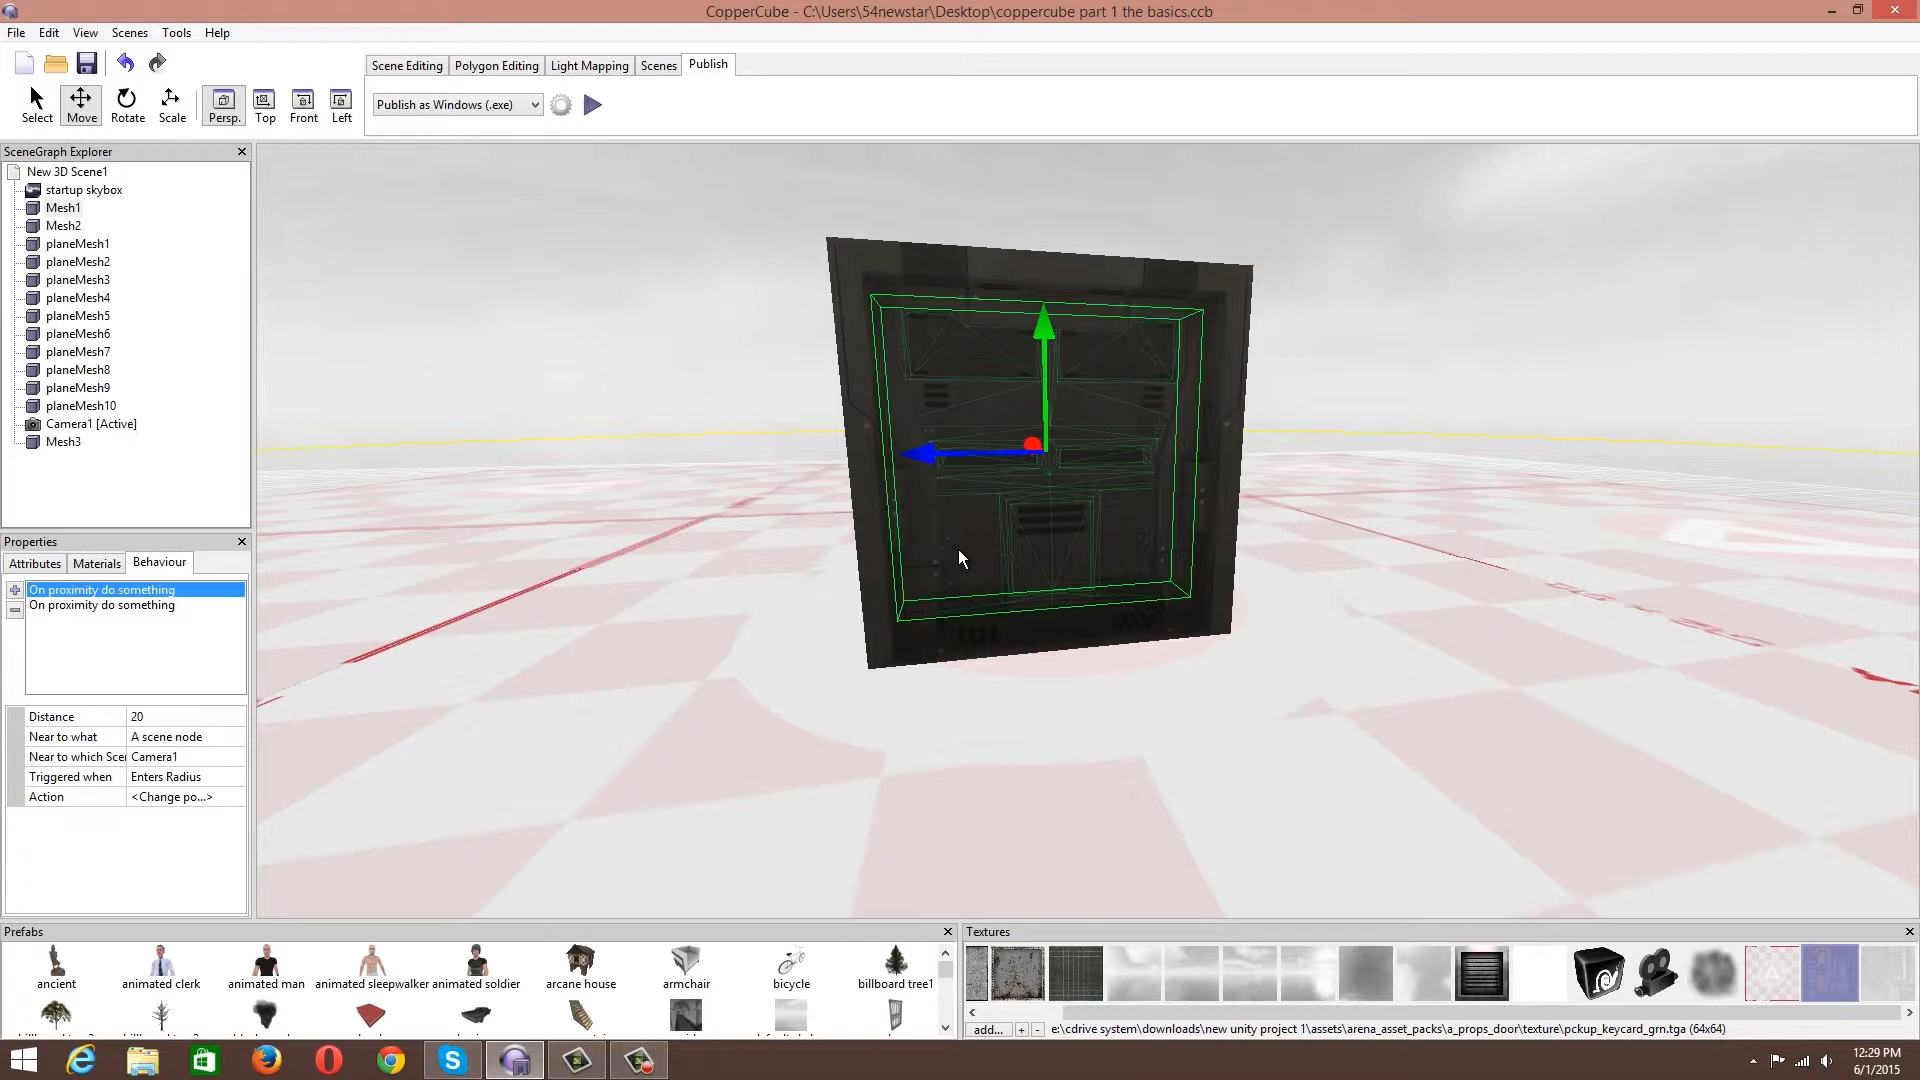 CopperCube - C:\Users\54newstar\Desktop\coppercube part 1 the basics.ccb
File Edit View Scenes Tools Help
Scene Editing Polygon Editing Light Mapping Scenes Publish
Publish as Windows (.exe)
Select Move Rotate Scale Persp. Top Front Left
SceneGraph Explorer
New 3D Scene1
startup skybox
Mesh1
Mesh2
planeMesh1
planeMesh2
planeMesh3
planeMesh4
planeMesh5
planeMesh6
planeMesh7
planeMesh8
planeMesh9
planeMesh10
Camera1 [Active]
Mesh3
Properties
Attributes Materials Behaviour
On proximity do something
On proximity do something
Distance 20
Near to what A scene node
Near to which Scen Camera1
Triggered when Enters Radius
Action <Change po...>
Prefabs
ancient animated clerk animated man animated sleepwalker animated soldier arcane house armchair bicycle billboard tree1
Textures
add... + - e:\cdrive system\downloads\new unity project 1\assets\arena_asset_packs\a_props_door\texture\pckup_keycard_grn.tga (64x64)
12:29 PM
6/1/2015